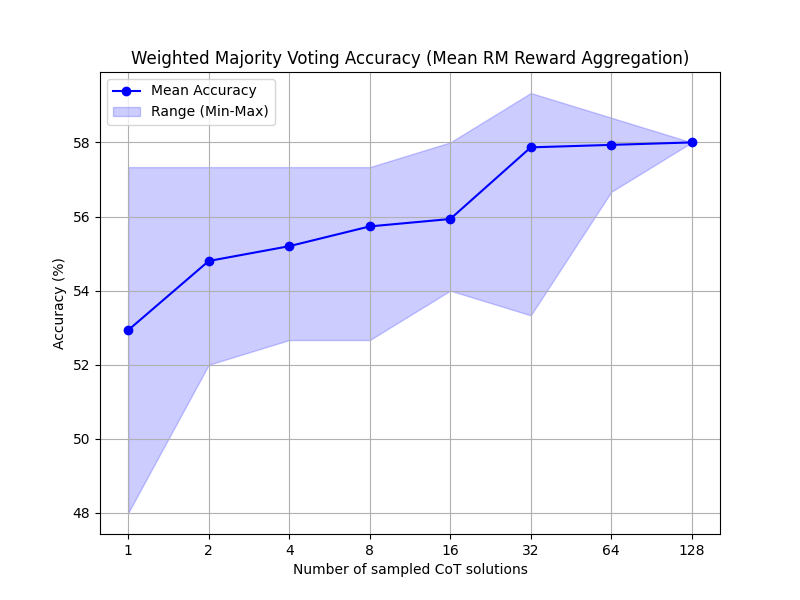 Weighted Majority Voting Accuracy (Mean RM Reward Aggregation)
Mean Accuracy
Range (Min-Max)
58
56
54
52
50
48
Accuracy (%)
1 2 4 8 16 32 64 128
Number of sampled CoT solutions